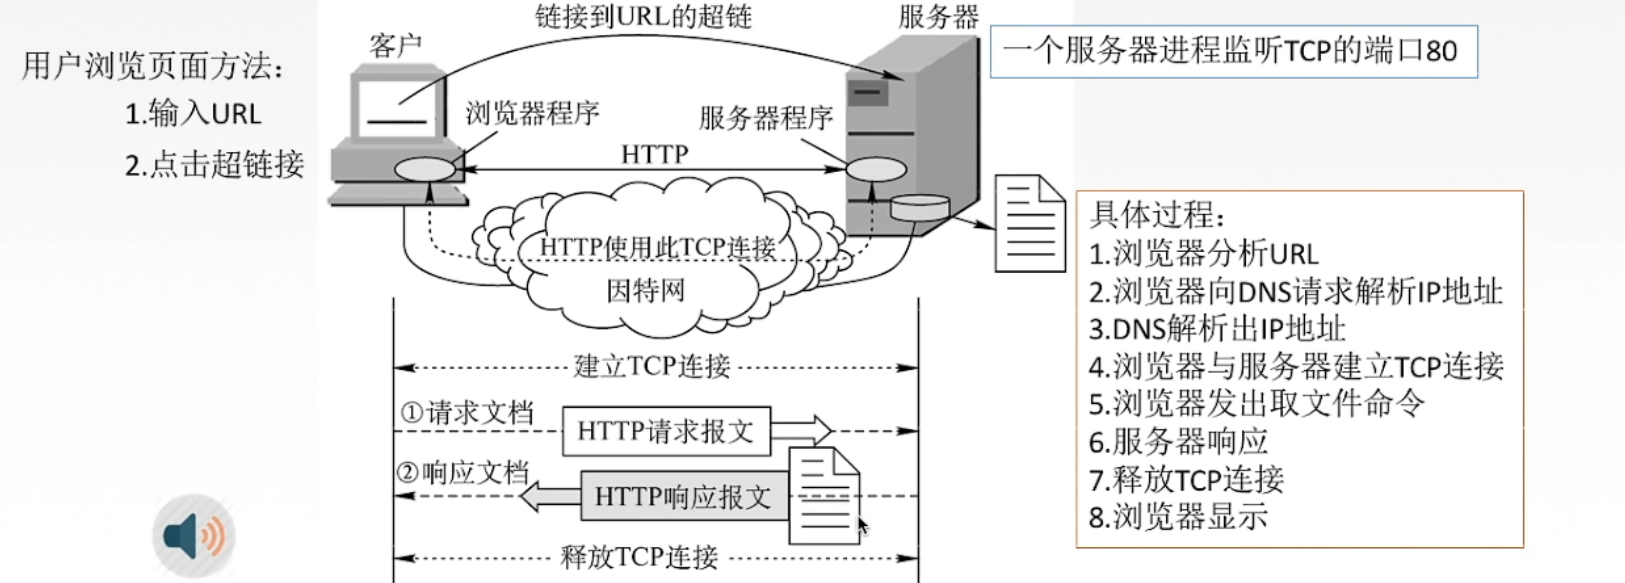 用户浏览页面方法：
1.输入URL
2.点击超链接
链接到URL的超链
客户
服务器
浏览器程序
服务器程序
HTTP
HTTP使用此TCP连接
因特网
建立TCP连接
①请求文档
HTTP请求报文
②响应文档
HTTP响应报文
释放TCP连接
一个服务器进程监听TCP的端口80
具体过程：
1.浏览器分析URL
2.浏览器向DNS请求解析IP地址
3.DNS解析出IP地址
4.浏览器与服务器建立TCP连接
5.浏览器发出取文件命令
6.服务器响应
7.释放TCP连接
8.浏览器显示